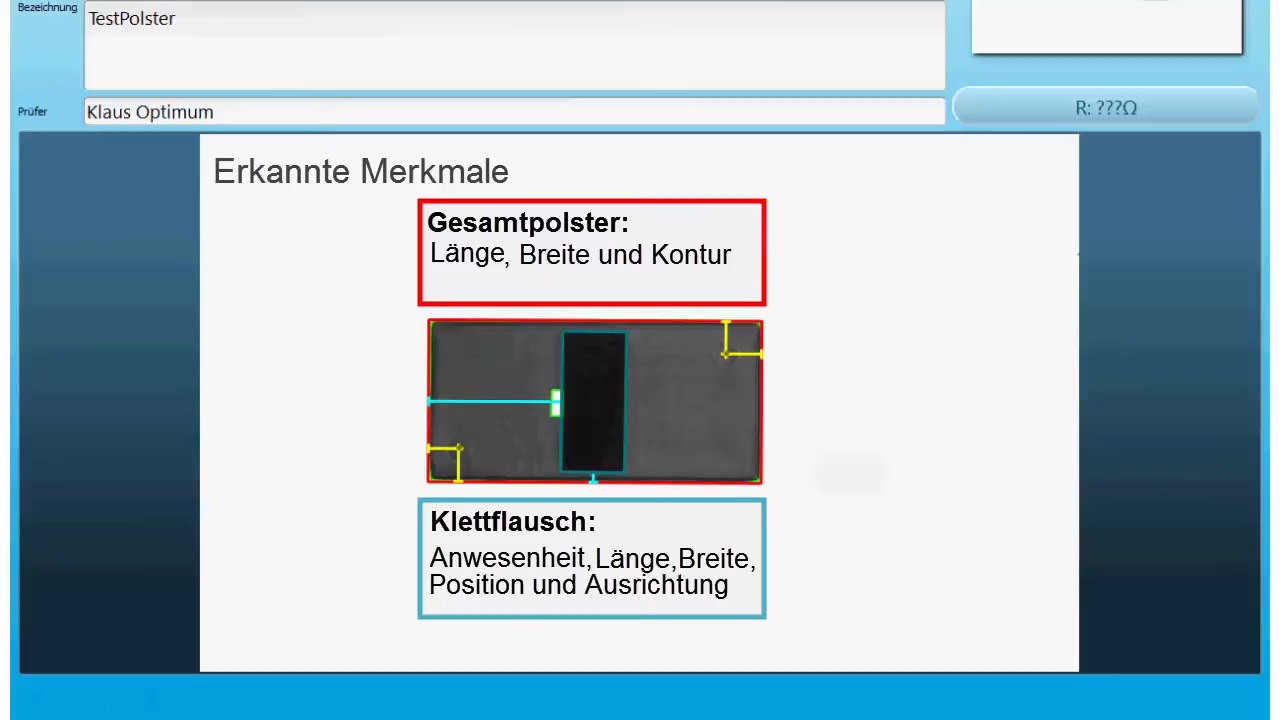 Bezeichnung
TestPolster
Prüfer
Klaus Optimum
R: ???Ω
Erkannte Merkmale
Gesamtpolster:
Länge, Breite und Kontur
Klettflausch:
Anwesenheit, Länge, Breite,
Position und Ausrichtung